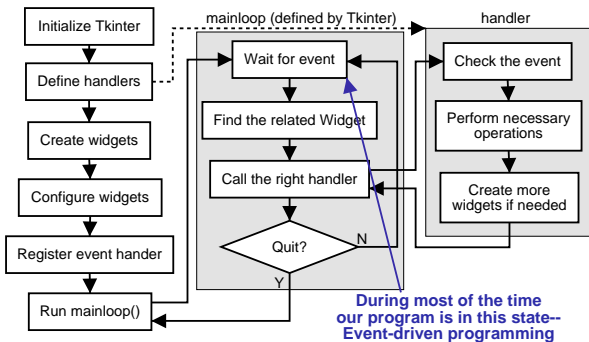 Initialize Tkinter
Define handlers
Create widgets
Configure widgets
Register event hander
Run mainloop()
mainloop (defined by Tkinter)
Wait for event
Find the related Widget
Call the right handler
Quit?
N
Y
handler
Check the event
Perform necessary
operations
Create more
widgets if needed
During most of the time
our program is in this state--
Event-driven programming